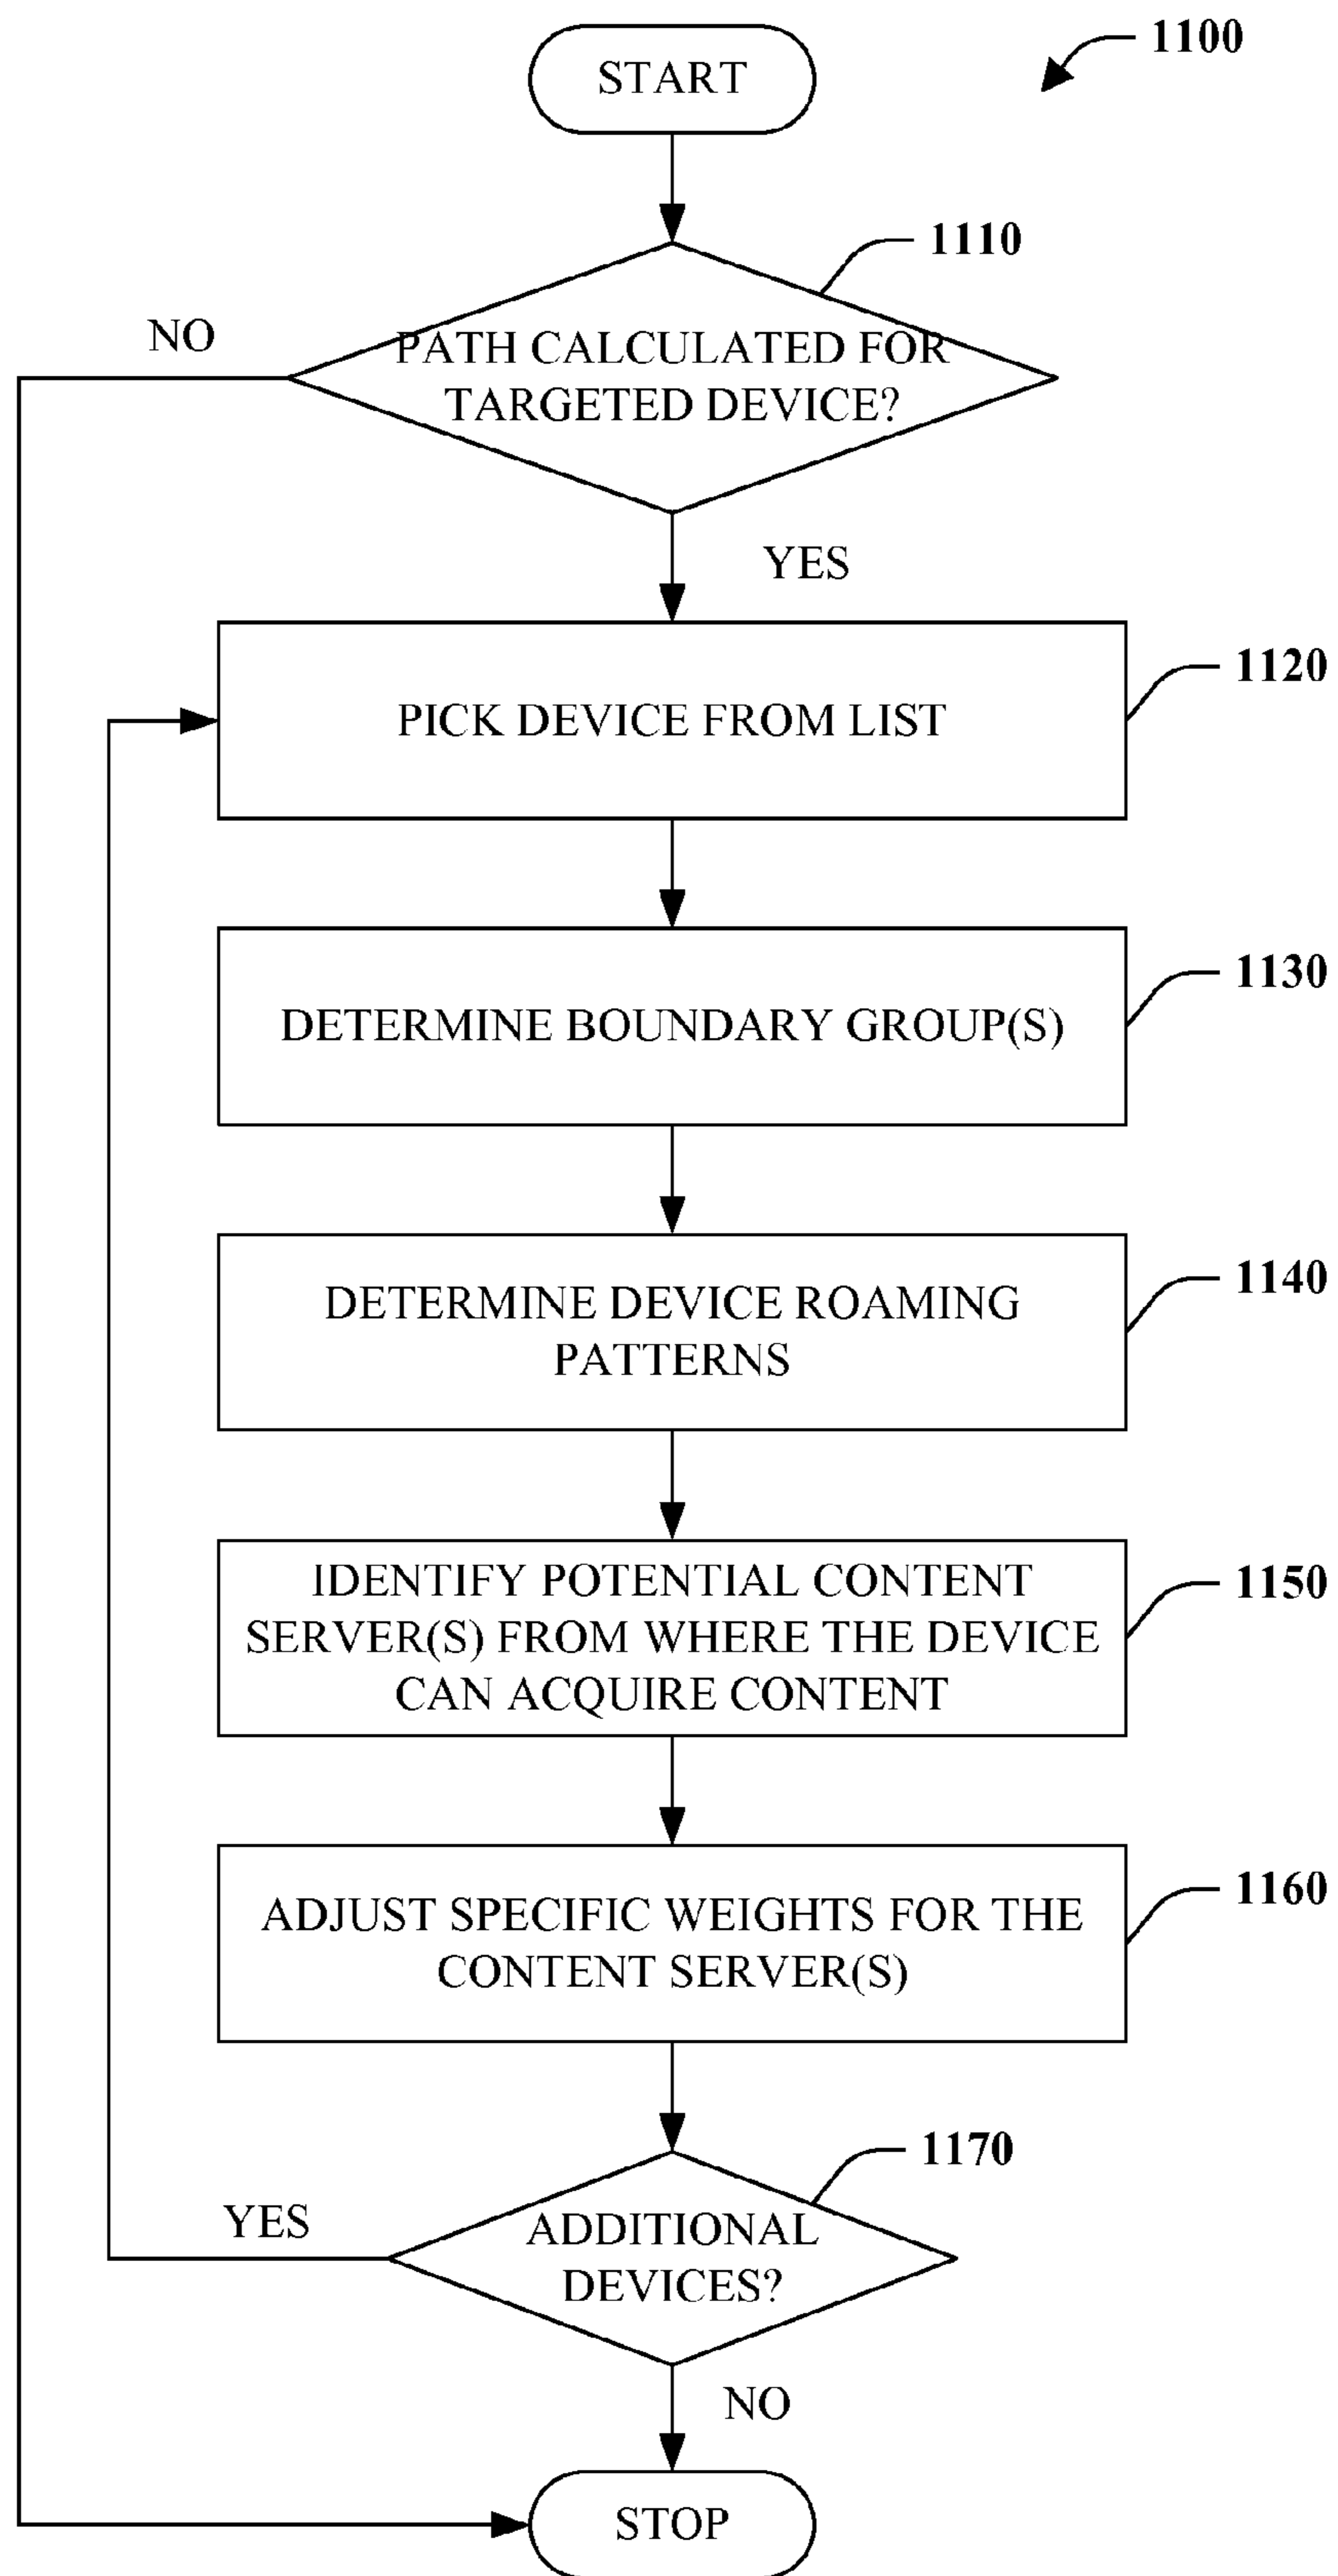 1100
START
1110
NO
PATH CALCULATED FOR
TARGETED DEVICE?
YES
1120
PICK DEVICE FROM LIST
1130
DETERMINE BOUNDARY GROUP(S)
1140
DETERMINE DEVICE ROAMING
PATTERNS
1150
IDENTIFY POTENTIAL CONTENT
SERVER(S) FROM WHERE THE DEVICE
CAN ACQUIRE CONTENT
1160
ADJUST SPECIFIC WEIGHTS FOR THE
CONTENT SERVER(S)
1170
YES
ADDITIONAL
DEVICES?
NO
STOP